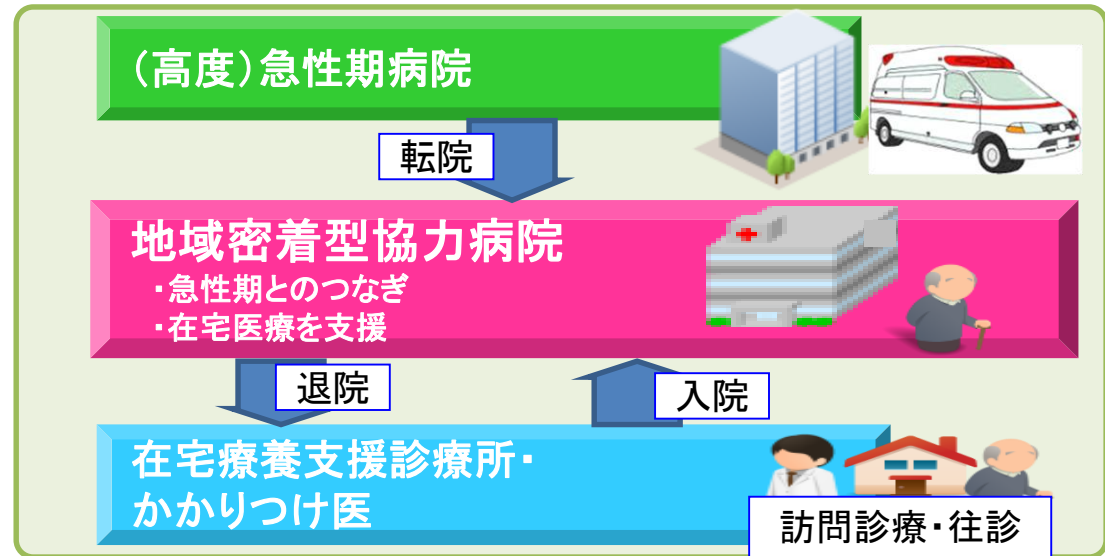 (高度)急性期病院
転院
地域密着型協力病院
・急性期とのつなぎ
・在宅医療を支援
退院
入院
在宅療養支援診療所・
かかりつけ医
訪問診療・往診